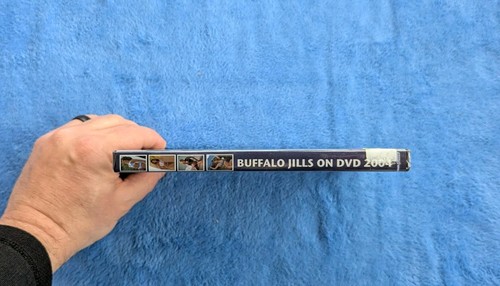 BUFFALO JILLS ON DVD 2004